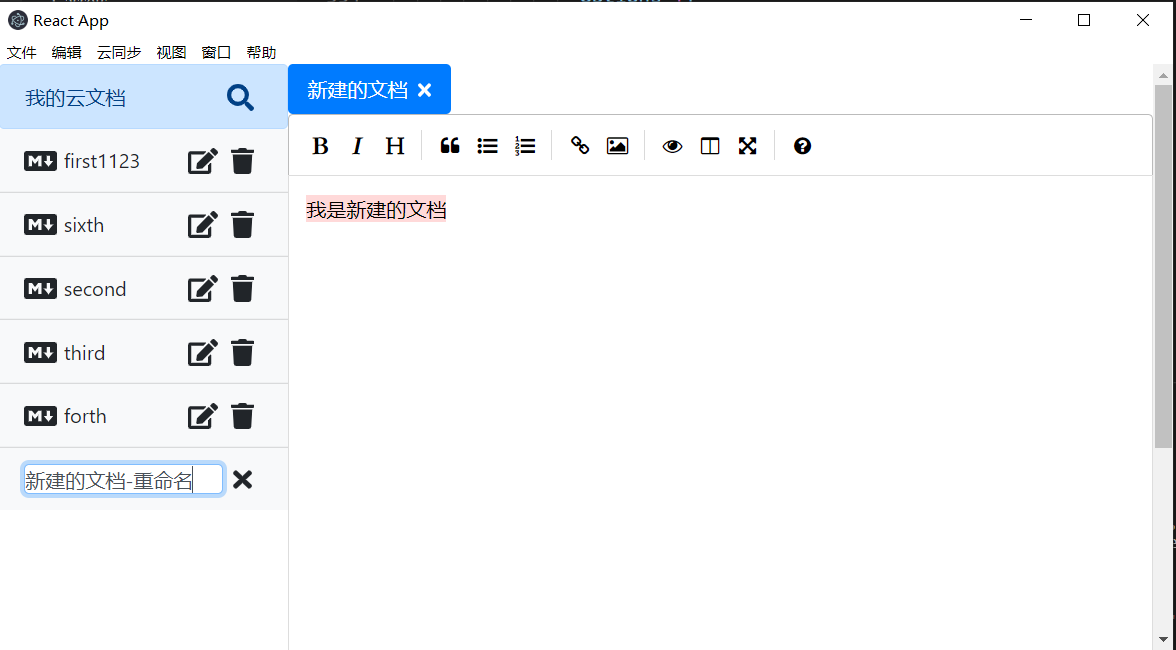 React App
文件 编辑 云同步 视图 窗口 帮助
我的云文档
新建的文档
first1123
sixth
second
third
forth
新建的文档-重命名
B I H
我是新建的文档